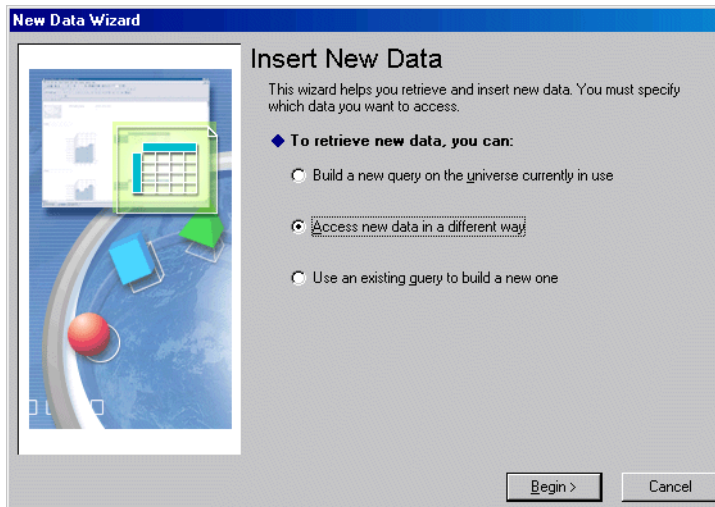 New Data Wizard
Insert New Data
This wizard helps you retrieve and insert new data. You must specify
which data you want to access.
To retrieve new data, you can:
Build a new query on the universe currently in use
Access new data in a different way
Use an existing query to build a new one
Begin >
Cancel